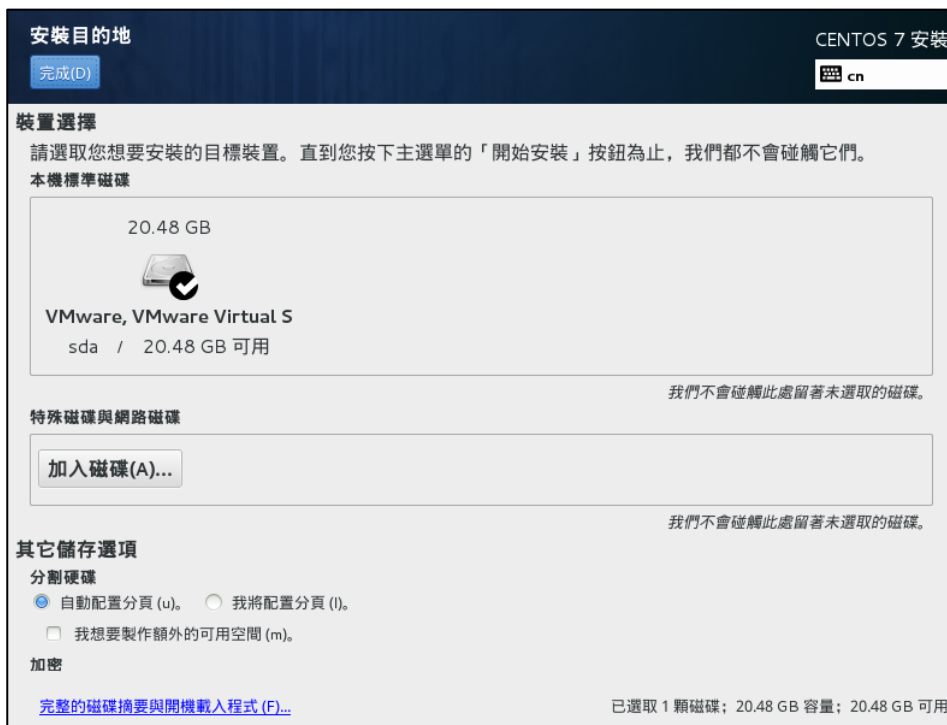 安裝目的地
CENTOS 7 安裝
完成(D)
cn
裝置選擇
請選取您想要安裝的目標裝置。直到您按下主選單的「開始安裝」按鈕為止，我們都不會碰觸它們。
本機標準磁碟
20.48 GB
VMware, VMware Virtual S
sda / 20.48 GB 可用
我們不會碰觸此處留著未選取的磁碟。
特殊磁碟與網路磁碟
加入磁碟(A)...
我們不會碰觸此處留著未選取的磁碟。
其它儲存選項
分割硬碟
自動配置分頁 (u)。 我將配置分頁 (I)。
我想要製作額外的可用空間 (m)。
加密
完整的磁碟摘要與開機載入程式 (F)...
已選取 1 顆磁碟；20.48 GB 容量；20.48 GB 可用